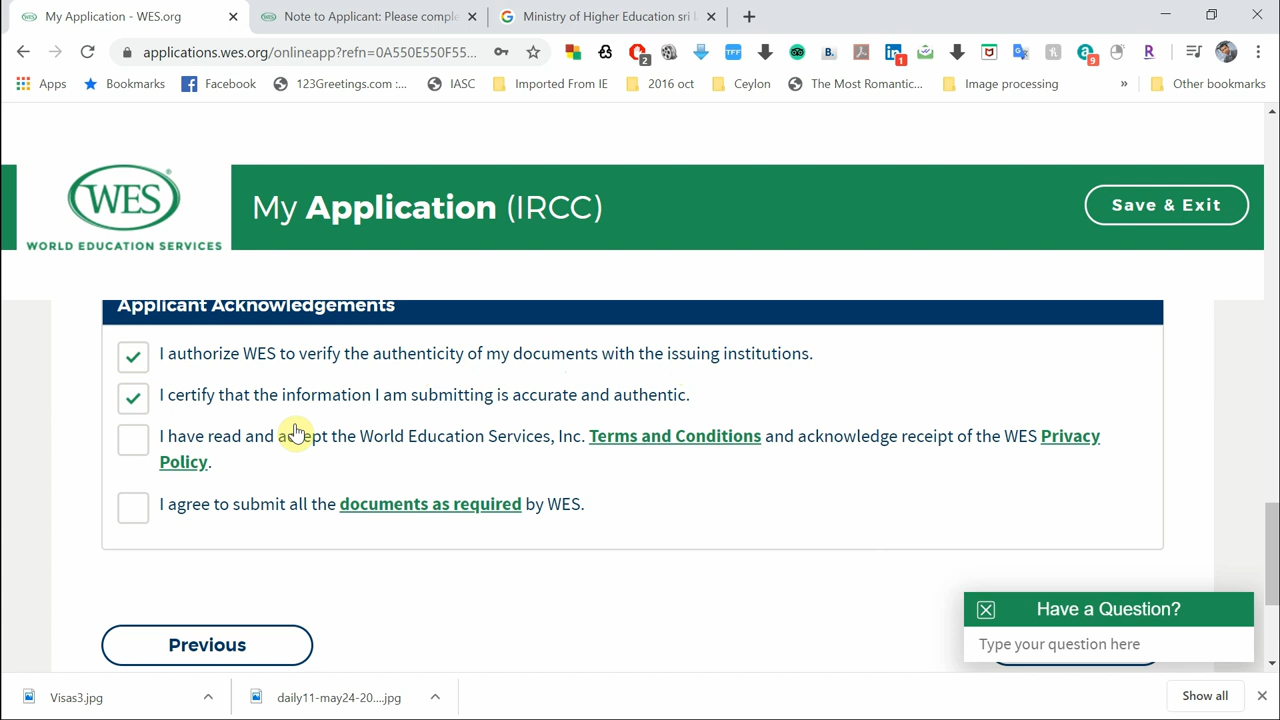 My Application - WES.org
Note to Applicant: Please comple
Ministry of Higher Education sri l
applications.wes.org/onlineapp?refn=0A550E550F55...
2
TFF
B.
1
9
R
Apps
Bookmarks
Facebook
123Greetings.com :...
IASC
Imported From IE
2016 oct
Ceylon
The Most Romantic...
Image processing
»
Other bookmarks
WES
WORLD EDUCATION SERVICES
My Application (IRCC)
Save & Exit
Applicant Acknowledgements
I authorize WES to verify the authenticity of my documents with the issuing institutions.
I certify that the information I am submitting is accurate and authentic.
I have read and accept the World Education Services, Inc. Terms and Conditions and acknowledge receipt of the WES Privacy
Policy.
I agree to submit all the documents as required by WES.
Have a Question?
Type your question here
Previous
Visas3.jpg
daily11-may24-20....jpg
Show all